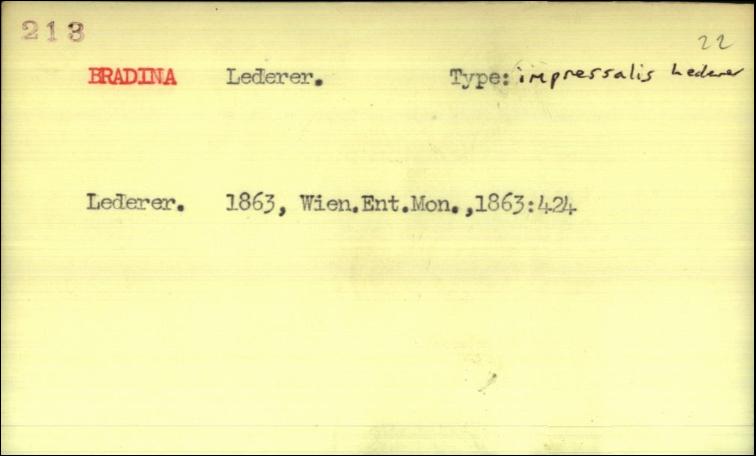 213
22
BRADINA Lederer. Type: impressalis Lederer
Lederer. 1863, Wien.Ent.Mon.,1863:424